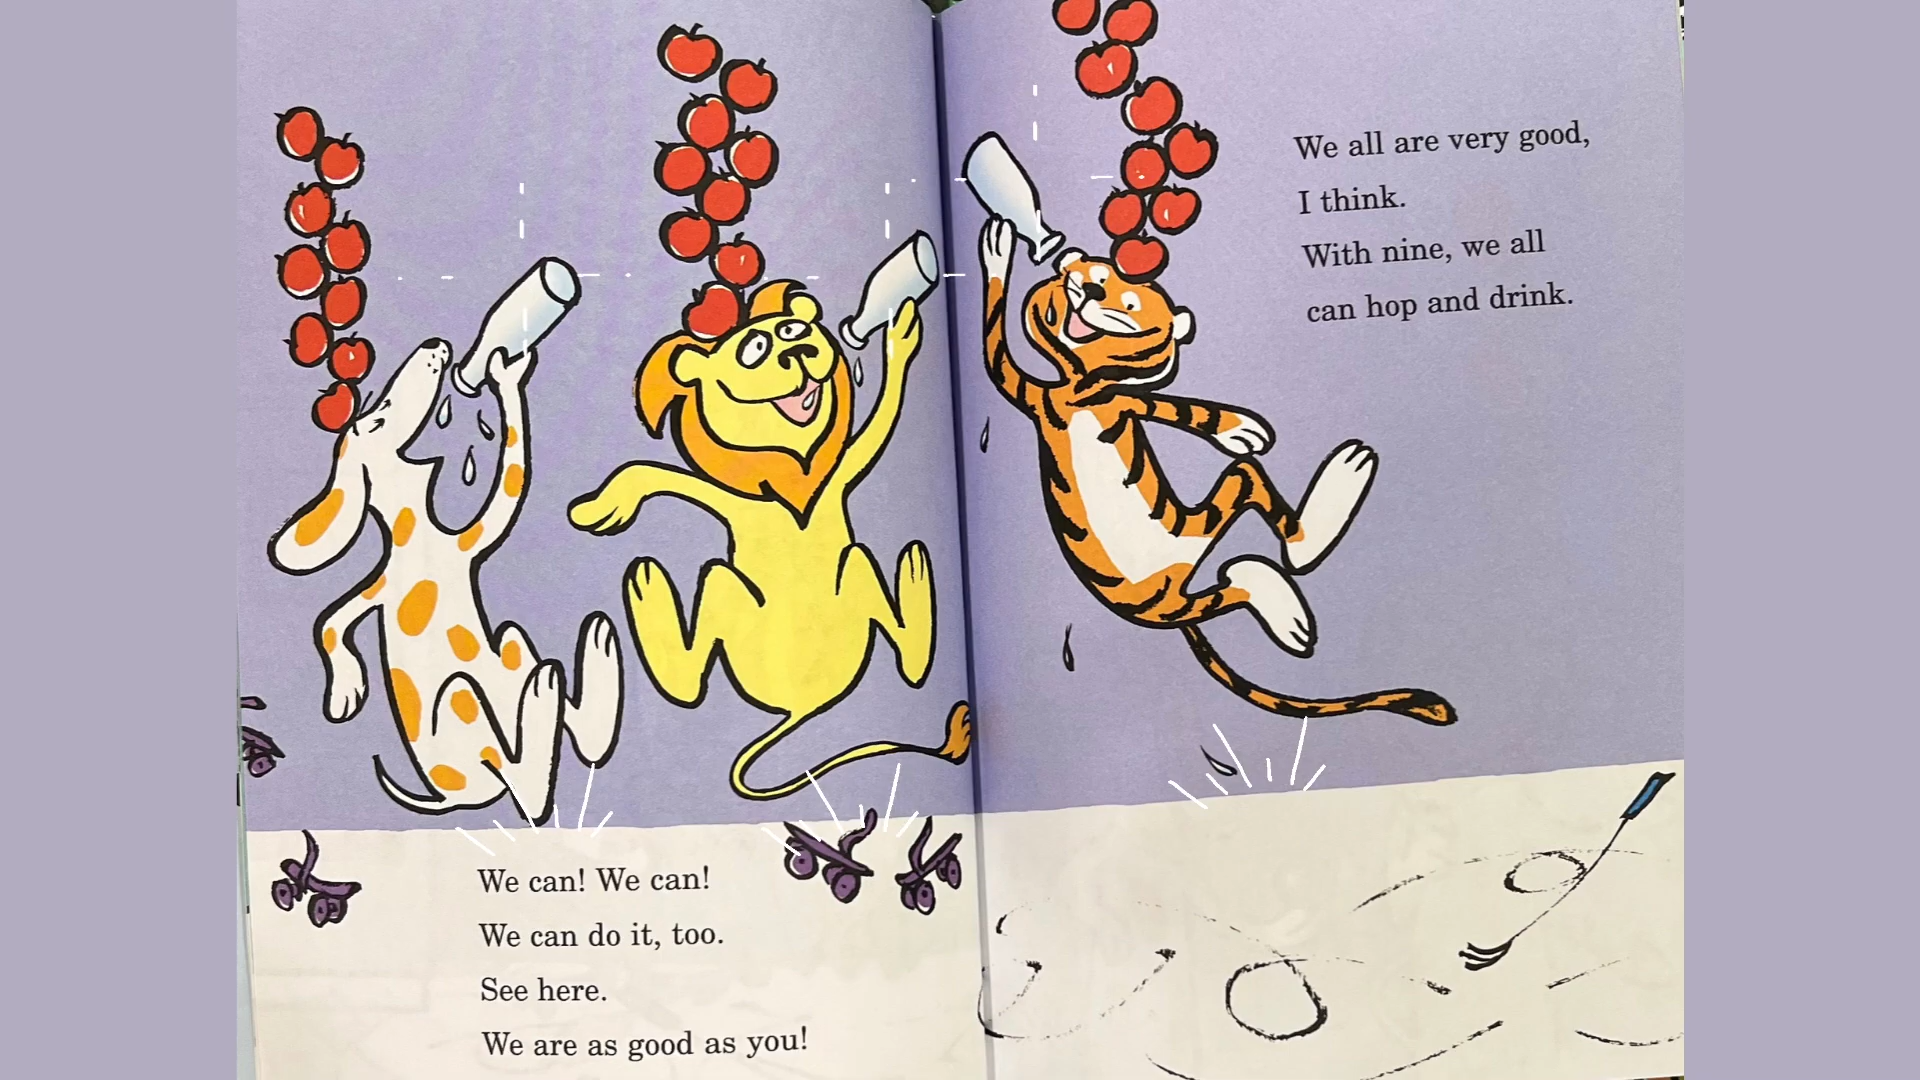 We can! We can!
We can do it, too.
See here.
We are as good as you!
We all are very good,
I think.
With nine, we all
can hop and drink.